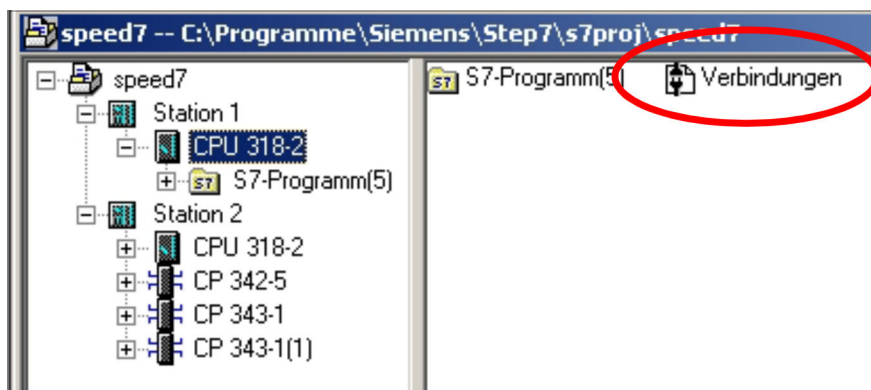 speed7 -- C:\Programme\Siemens\Step7\s7proj\speed7
speed7
Station 1
CPU 318-2
S7-Programm(5)
Station 2
CPU 318-2
CP 342-5
CP 343-1
CP 343-1(1)
S7-Programm(5) Verbindungen